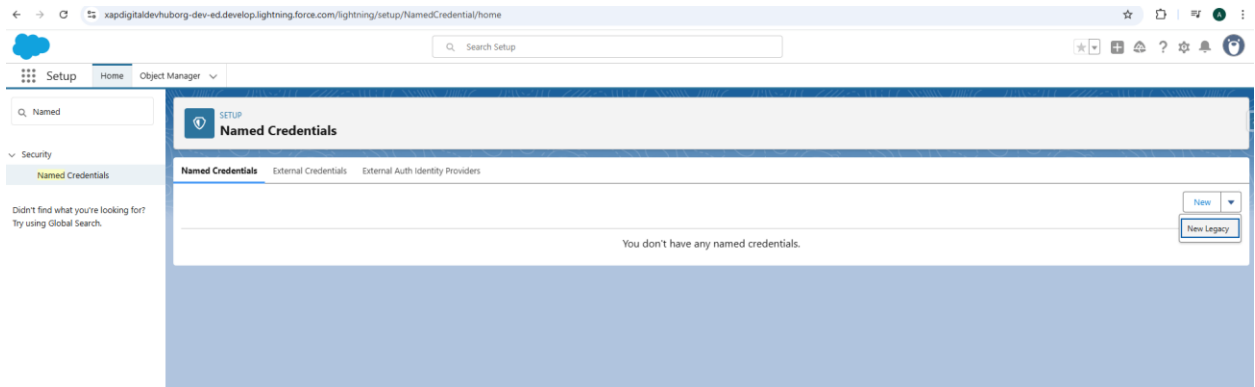 xapdigitaldevhuborg-dev-ed.develop.lightning.force.com/lightning/setup/NamedCredential/home
A
Search Setup
Setup Home Object Manager
Named
Security
Named Credentials
Didn't find what you're looking for?
Try using Global Search.
SETUP
Named Credentials
Named Credentials External Credentials External Auth Identity Providers
New
New Legacy
You don't have any named credentials.